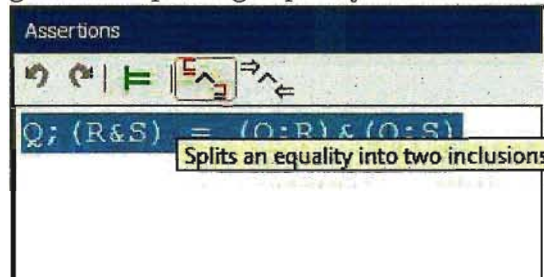 Assertions
Q;(R&S) = (Q;R)&(Q;S)
Splits an equality into two inclusions